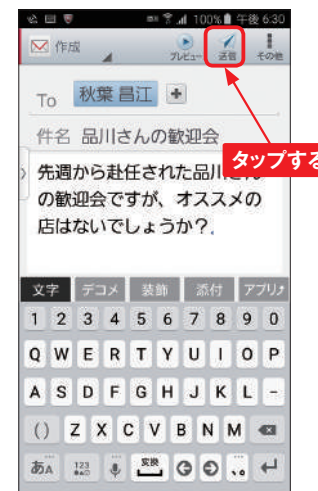 100% 午後 6:30
作成 プレビュー 送信 その他
To 秋葉 昌江 +
件名 品川さんの歓迎会
タップする
先週から赴任された品川さん
の歓迎会ですが、オススメの
店はないでしょうか?.
文字 デコメ 装飾 添付 アプリ
1 2 3 4 5 6 7 8 9 0
Q W E R T Y U I O P
A S D F G H J K L -
() Z X C V B N M
あA 123 変換 、。